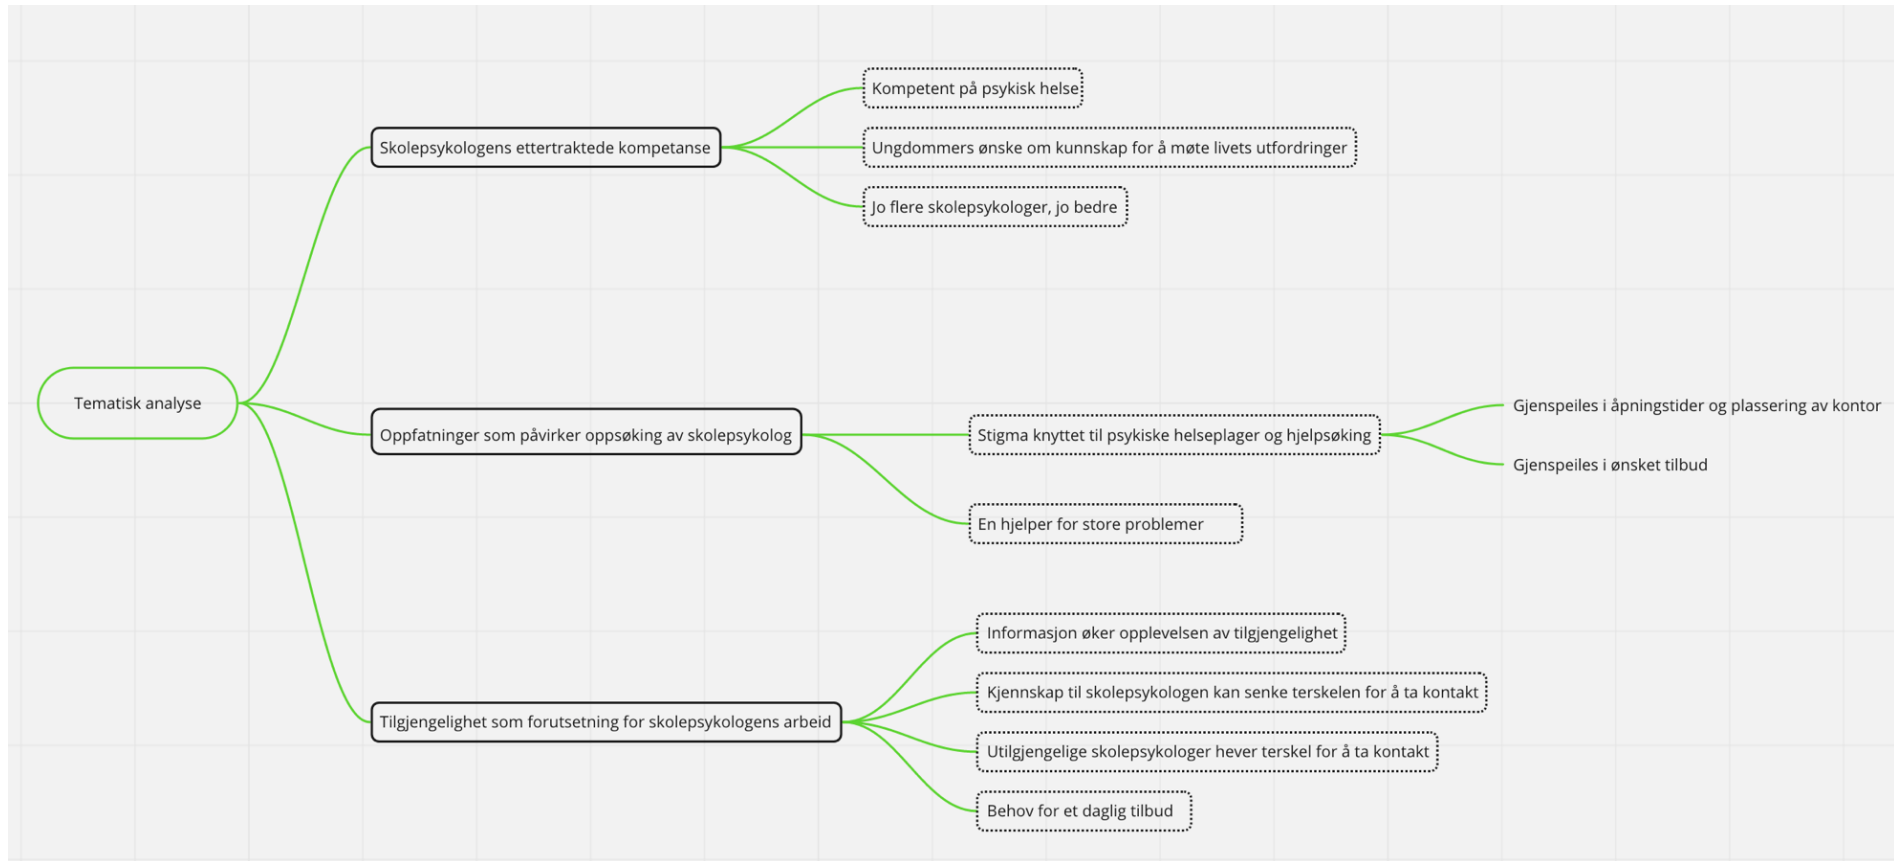 Tematisk analyse
Skolepsykologens ettertraktede kompetanse
Kompetent på psykisk helse
Ungdommers ønske om kunnskap for å møte livets utfordringer
Jo flere skolepsykologer, jo bedre
Oppfatninger som påvirker oppsøking av skolepsykolog
Stigma knyttet til psykiske helseplager og hjelpsøking
Gjenspeiles i åpningstider og plassering av kontor
Gjenspeiles i ønsket tilbud
En hjelper for store problemer
Tilgjengelighet som forutsetning for skolepsykologens arbeid
Informasjon øker opplevelsen av tilgjengelighet
Kjennskap til skolepsykologen kan senke terskelen for å ta kontakt
Utilgjengelige skolepsykologer hever terskel for å ta kontakt
Behov for et daglig tilbud